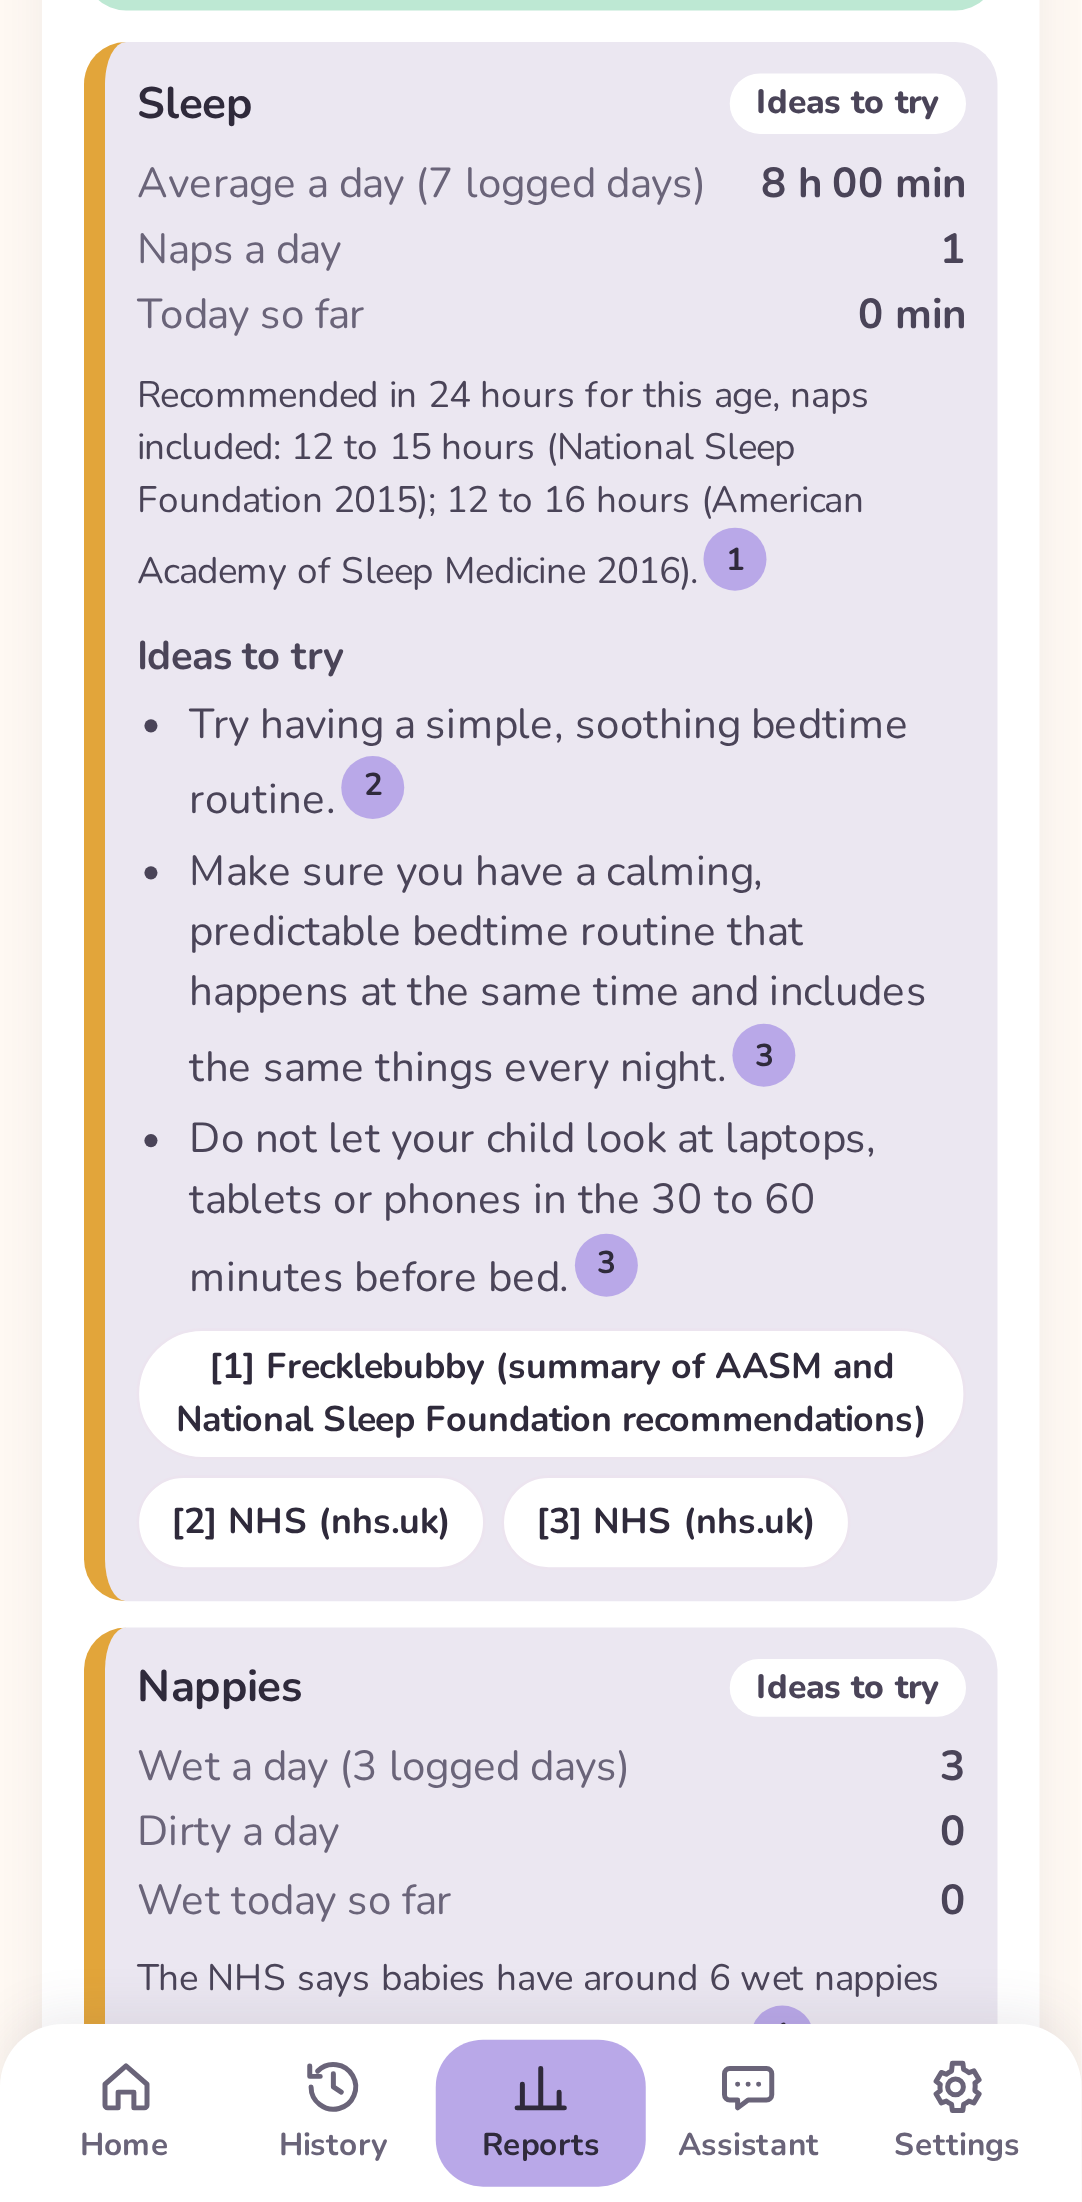 Sleep
Ideas to try
Average a day (7 logged days) 8 h 00 min
Naps a day 1
Today so far 0 min
Recommended in 24 hours for this age, naps
included: 12 to 15 hours (National Sleep
Foundation 2015); 12 to 16 hours (American
Academy of Sleep Medicine 2016). 1
Ideas to try
• Try having a simple, soothing bedtime
routine. 2
• Make sure you have a calming,
predictable bedtime routine that
happens at the same time and includes
the same things every night. 3
• Do not let your child look at laptops,
tablets or phones in the 30 to 60
minutes before bed. 3
[1] Frecklebubby (summary of AASM and
National Sleep Foundation recommendations)
[2] NHS (nhs.uk) [3] NHS (nhs.uk)
Nappies
Ideas to try
Wet a day (3 logged days) 3
Dirty a day 0
Wet today so far 0
The NHS says babies have around 6 wet nappies
Home History Reports Assistant Settings